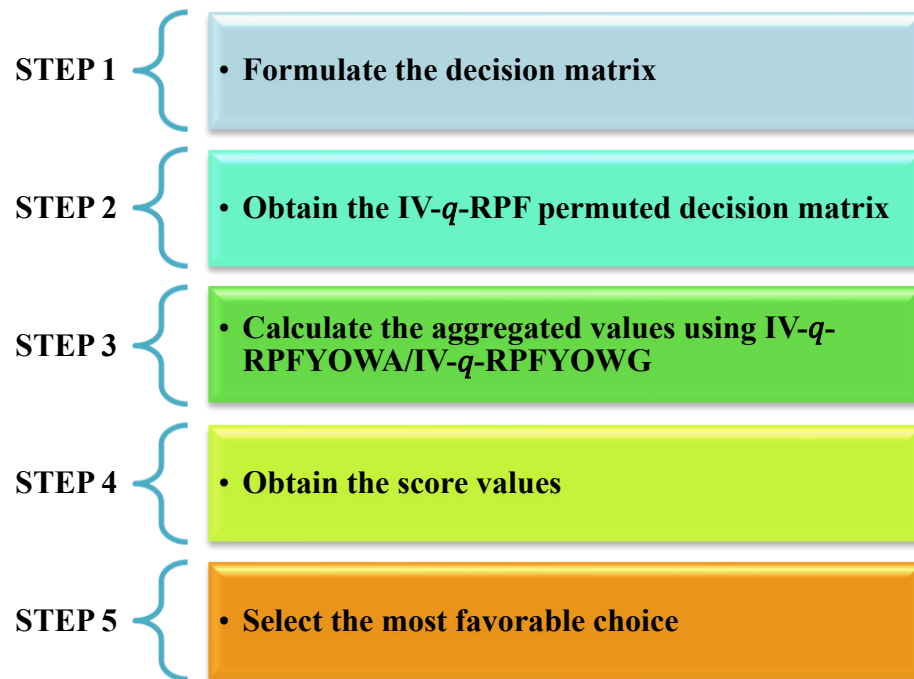 STEP 1
• Formulate the decision matrix
STEP 2
• Obtain the IV-q-RPF permuted decision matrix
STEP 3
• Calculate the aggregated values using IV-q-
RPFYOWA/IV-q-RPFYOWG
STEP 4
• Obtain the score values
STEP 5
• Select the most favorable choice